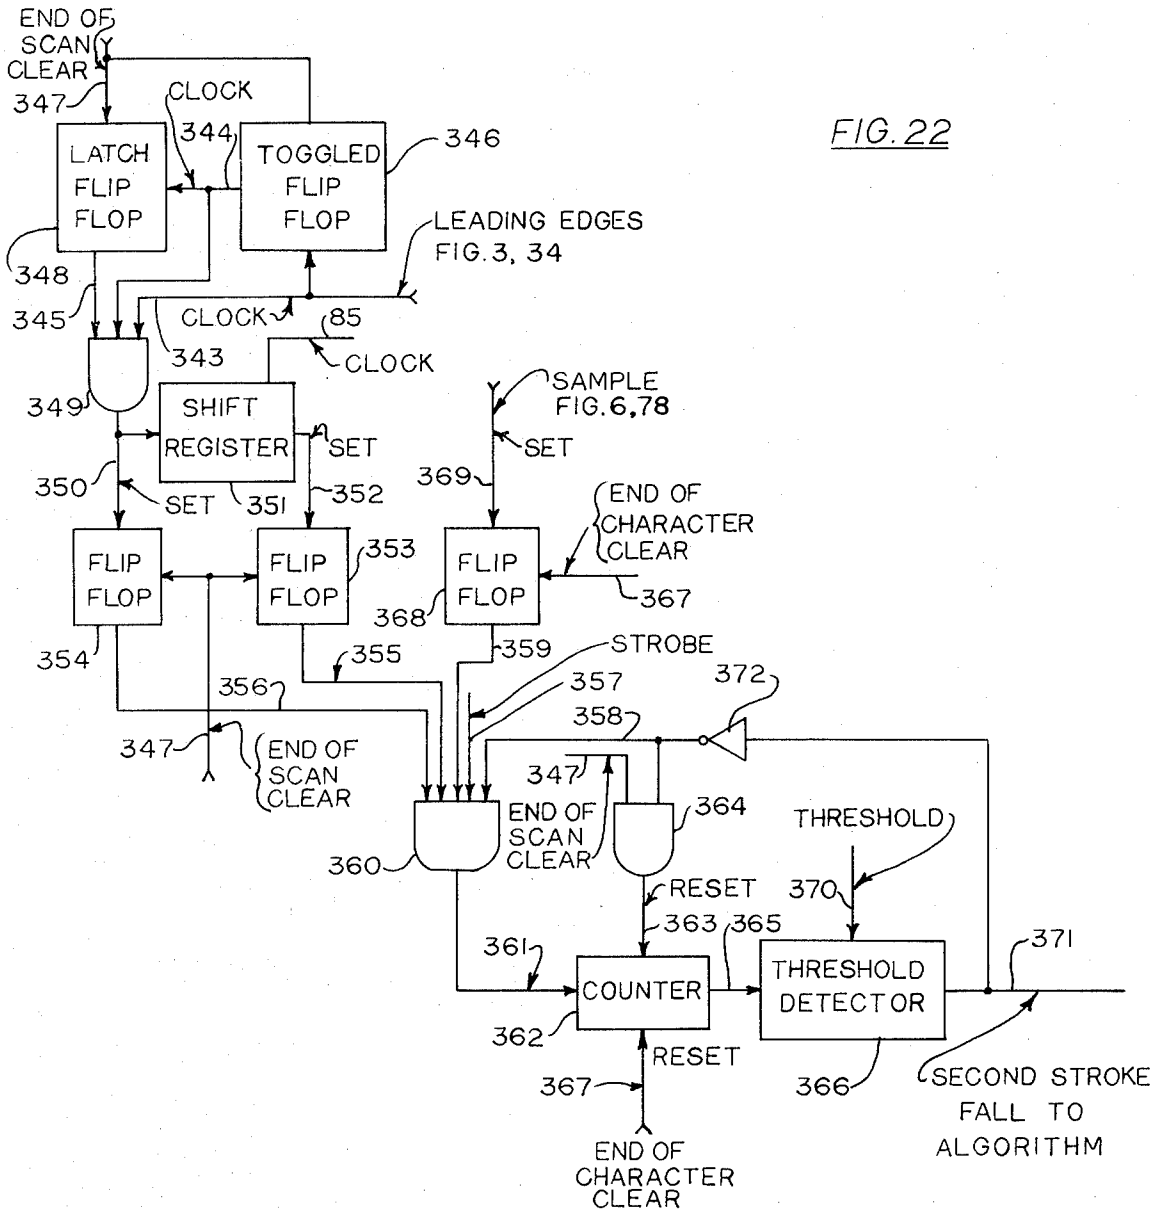 END OF
SCAN
CLEAR
347
CLOCK
344
FIG. 22
LATCH
FLIP
FLOP
TOGGLED
FLIP
FLOP
346
LEADING EDGES
FIG. 3, 34
348
345
CLOCK
85
343
CLOCK
349
SHIFT
REGISTER
SAMPLE
FIG. 6, 78
SET
SET
350
SET
351
352
369
END OF
CHARACTER
CLEAR
FLIP
FLOP
FLIP
FLOP
353
FLIP
FLOP
368
367
354
355
359
STROBE
356
357
372
358
347
END OF
SCAN
CLEAR
347
END OF
SCAN
CLEAR
364
THRESHOLD
360
RESET
370
363
365
361
371
COUNTER
THRESHOLD
DETECTOR
362
RESET
367
366
SECOND STROKE
FALL TO
ALGORITHM
END OF
CHARACTER
CLEAR